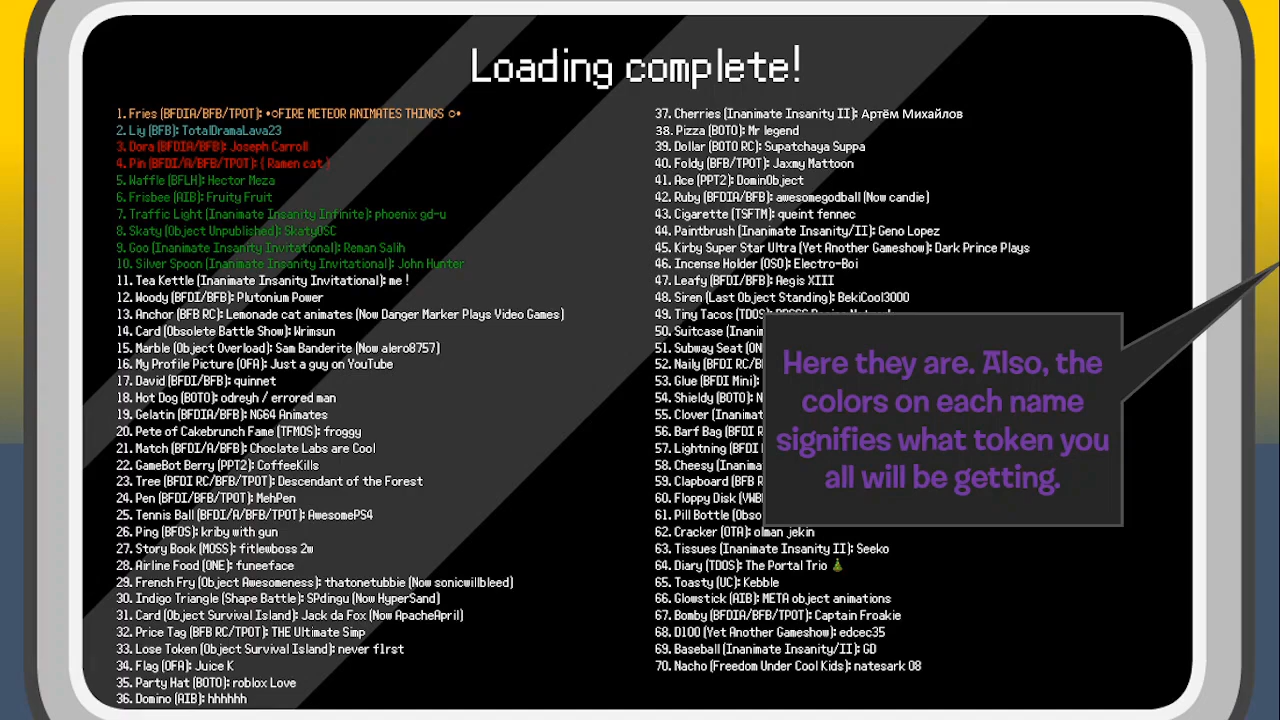 Loading complete!
1. Fries (BFDIA/BFB/TPOT): •○FIRE METEOR ANIMATES THINGS ○•
2. Liy (BFB): TotalDramaLava23
3. Dora (BFDIA/BFB): Joseph Carroll
4. Pin (BFDI/A/BFB/TPOT): { Ramen cat }
5. Waffle (BFLH): Hector Meza
6. Frisbee (AIB): Fruity Fruit
7. Traffic Light (Inanimate Insanity Infinite): phoenix gd-u
8. Skaty (Object Unpublished): SkatyOSC
9. Goo (Inanimate Insanity Invitational): Reman Salih
10. Silver Spoon (Inanimate Insanity Invitational): John Hunter
11. Tea Kettle (Inanimate Insanity Invitational): me !
12. Woody (BFDI/BFB): Plutonium Power
13. Anchor (BFB RC): Lemonade cat animates (Now Danger Marker Plays Video Games)
14. Card (Obsolete Battle Show): Wrimsun
15. Marble (Object Overload): Sam Banderite (Now alero8757)
16. My Profile Picture (OFA): Just a guy on YouTube
17. David (BFDI/BFB): quinnet
18. Hot Dog (BOTO): odreyh / errored man
19. Gelatin (BFDIA/BFB): NG64 Animates
20. Pete of Cakebrunch Fame (TFMOS): froggy
21. Match (BFDI/A/BFB): Choclate Labs are Cool
22. GameBot Berry (PPT2): CoffeeKills
23. Tree (BFDI RC/BFB/TPOT): Descendant of the Forest
24. Pen (BFDI/BFB/TPOT): MehPen
25. Tennis Ball (BFDI/A/BFB/TPOT): AwesomePS4
26. Ping (BFOS): kriby with gun
27. Story Book (MOSS): fitlewboss 2w
28. Airline Food (ONE): funeeface
29. French Fry (Object Awesomeness): thatonetubbie (Now sonicwillbleed)
30. Indigo Triangle (Shape Battle): SPdingu (Now HyperSand)
31. Card (Object Survival Island): Jack da Fox (Now ApacheApril)
32. Price Tag (BFB RC/TPOT): THE Ultimate Simp
33. Lose Token (Object Survival Island): never f1rst
34. Flag (OFA): Juice K
35. Party Hat (BOTO): roblox Love
36. Domino (AIB): hhhhhh
37. Cherries (Inanimate Insanity II): Артём Михайлов
38. Pizza (BOTO): Mr legend
39. Dollar (BOTO RC): Supatchaya Suppa
40. Foldy (BFB/TPOT): Jaxmy Mattoon
41. Ace (PPT2): DominObject
42. Ruby (BFDIA/BFB): awesomegodball (Now candie)
43. Cigarette (TSFTM): queint fennec
44. Paintbrush (Inanimate Insanity/II): Geno Lopez
45. Kirby Super Star Ultra (Yet Another Gameshow): Dark Prince Plays
46. Incense Holder (OSO): Electro-Boi
47. Leafy (BFDI/BFB): Aegis XIII
48. Siren (Last Object Standing): BekiCool3000
49. Tiny Tacos (TDOS):
50. Suitcase
51. Subway Seat
52. Naily (BFDI
53. Glue (BFDI Mini):
54. Shieldy (BOTO):
55. Clover
56. Barf Bag (BFDI
57. Lightning (BFDI
58. Cheesy
59. Clapboard (BFB
60. Floppy Disk
61. Pill Bottle
62. Cracker (OTA): olman jekin
63. Tissues (Inanimate Insanity II): Seeko
64. Diary (TDOS): The Portal Trio
65. Toasty (UC): Kebble
66. Glowstick (AIB): META object animations
67. Bomby (BFDIA/BFB/TPOT): Captain Froakie
68. D100 (Yet Another Gameshow): edcec35
69. Baseball (Inanimate Insanity/II): GD
70. Nacho (Freedom Under Cool Kids): natesark 08
Here they are. Also, the
colors on each name
signifies what token you
all will be getting.